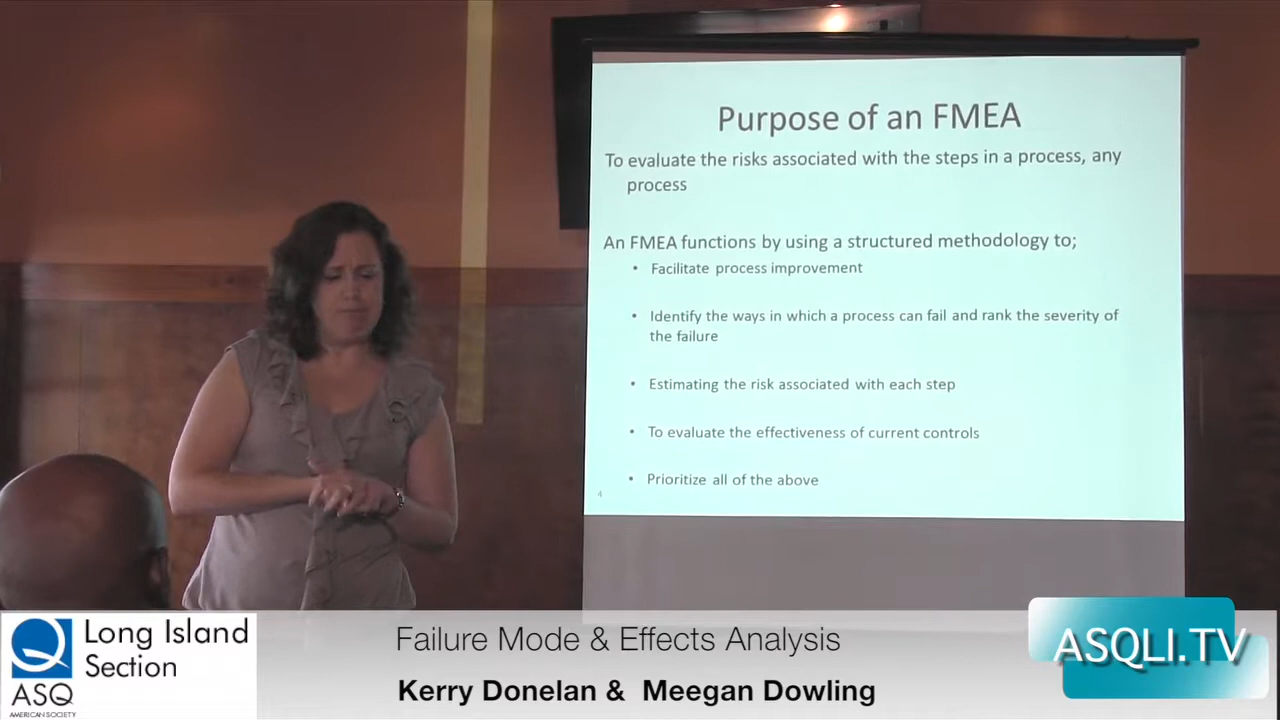 Purpose of an FMEA
To evaluate the risks associated with the steps in a process, any
process
An FMEA functions by using a structured methodology to;
• Facilitate process improvement
• Identify the ways in which a process can fail and rank the severity of
the failure
• Estimating the risk associated with each step
• To evaluate the effectiveness of current controls
• Prioritize all of the above
4
Long Island
Section
ASQ
AMERICAN SOCIETY
Failure Mode & Effects Analysis
Kerry Donelan & Meegan Dowling
ASQLI.TV